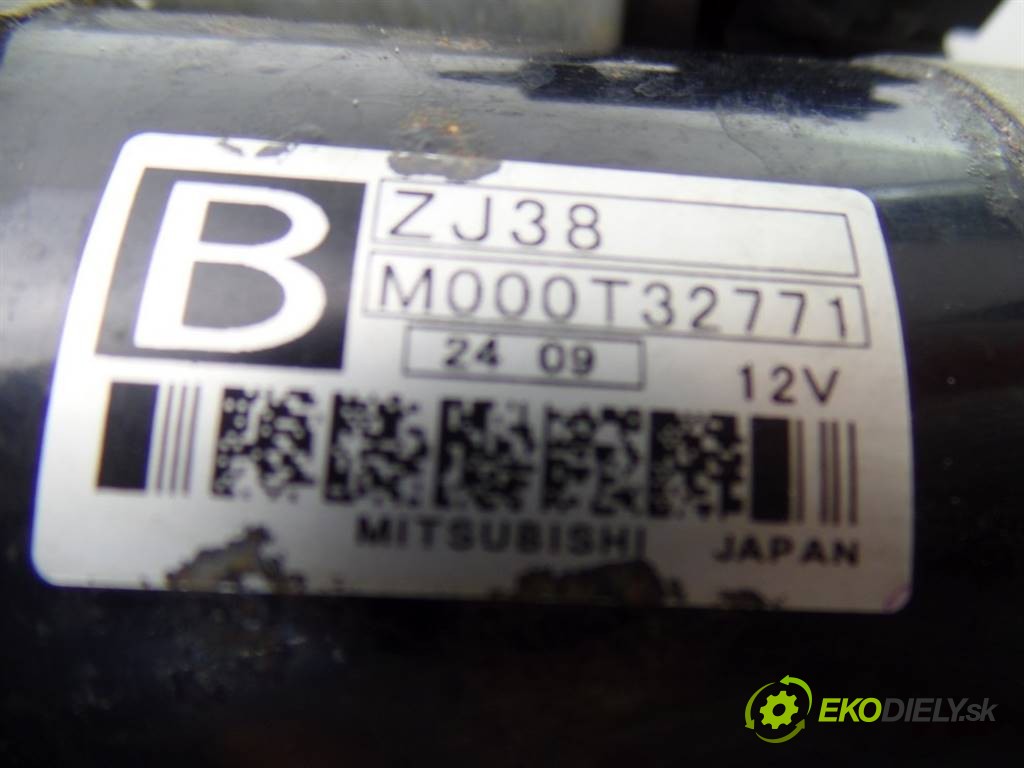 B
ZJ38
M000T32771
24 09
12V
MITSUBISHI
JAPAN
EKODIELY.sk